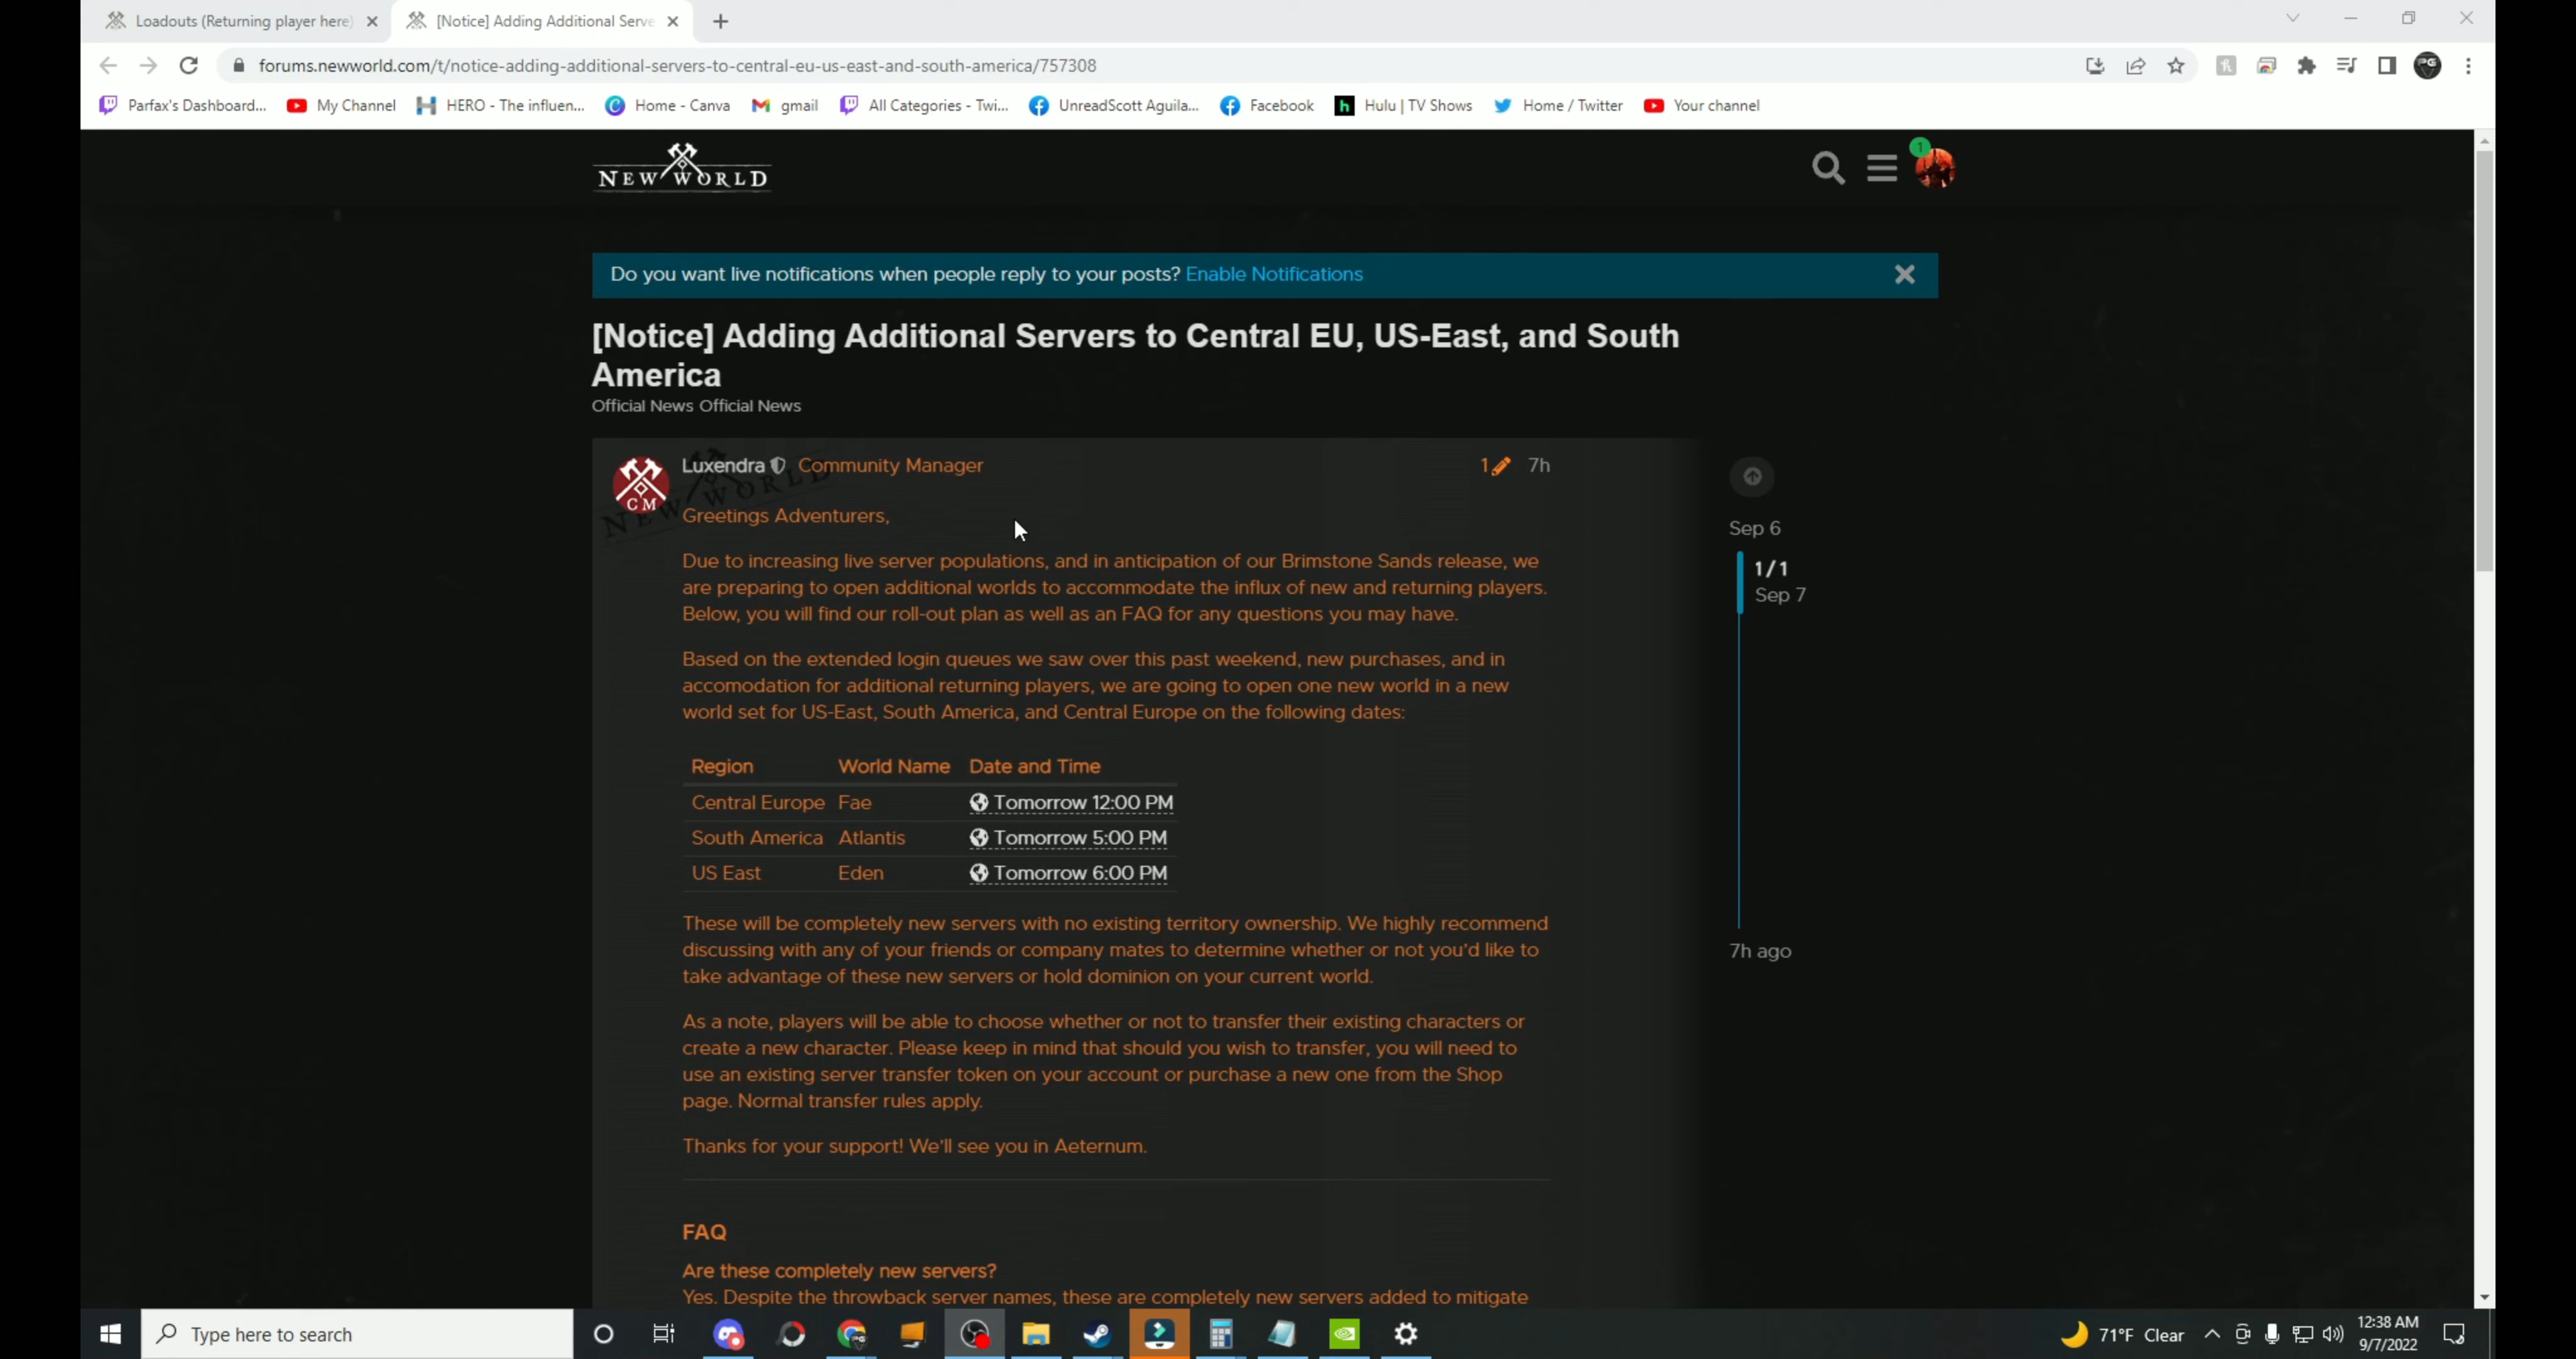 Loadouts (Returning player here)
[Notice] Adding Additional Serve
forums.newworld.com/t/notice-adding-additional-servers-to-central-eu-us-east-and-south-america/757308
Parfax's Dashboard... My Channel HERO - The influen... Home - Canva gmail All Categories - Twi... UnreadScott Aguila... Facebook Hulu | TV Shows Home / Twitter Your channel
NEW WORLD
1
Do you want live notifications when people reply to your posts? Enable Notifications
[Notice] Adding Additional Servers to Central EU, US-East, and South
America
Official News Official News
Luxendra Community Manager 1 7h
CM
Greetings Adventurers,
Due to increasing live server populations, and in anticipation of our Brimstone Sands release, we
are preparing to open additional worlds to accommodate the influx of new and returning players.
Below, you will find our roll-out plan as well as an FAQ for any questions you may have.
Based on the extended login queues we saw over this past weekend, new purchases, and in
accomodation for additional returning players, we are going to open one new world in a new
world set for US-East, South America, and Central Europe on the following dates:
Region World Name Date and Time
Central Europe Fae Tomorrow 12:00 PM
South America Atlantis Tomorrow 5:00 PM
US East Eden Tomorrow 6:00 PM
These will be completely new servers with no existing territory ownership. We highly recommend
discussing with any of your friends or company mates to determine whether or not you'd like to
take advantage of these new servers or hold dominion on your current world.
As a note, players will be able to choose whether or not to transfer their existing characters or
create a new character. Please keep in mind that should you wish to transfer, you will need to
use an existing server transfer token on your account or purchase a new one from the Shop
page. Normal transfer rules apply.
Thanks for your support! We'll see you in Aeternum.
FAQ
Are these completely new servers?
Yes. Despite the throwback server names, these are completely new servers added to mitigate
Sep 6
1/1
Sep 7
7h ago
Type here to search
71°F Clear
12:38 AM
9/7/2022